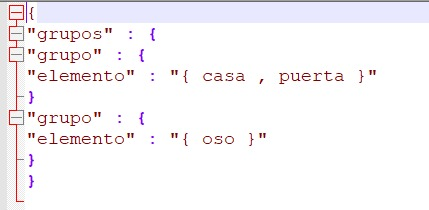 {
"grupos" : {
"grupo" : {
"elemento" : "{ casa , puerta }"
}
"grupo" : {
"elemento" : "{ oso }"
}
}